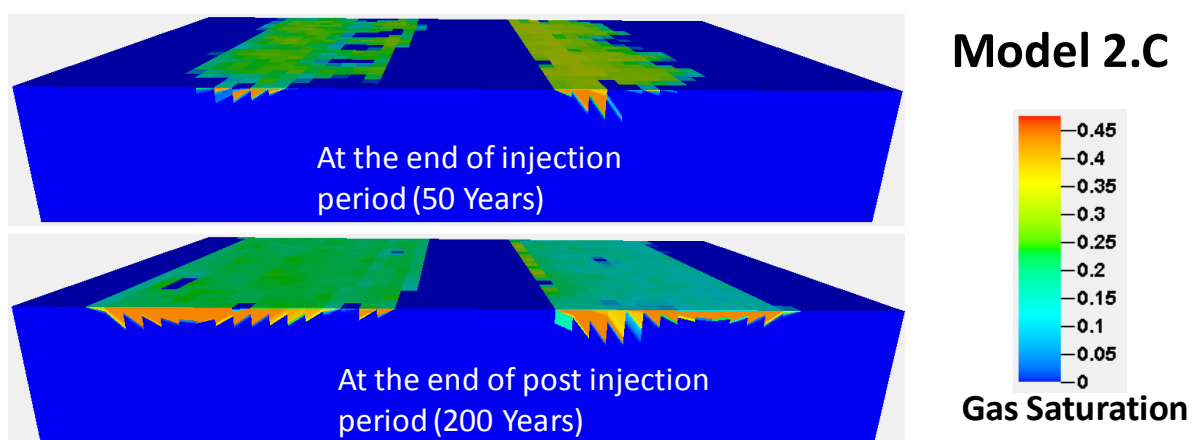 Model 2.C
At the end of injection
period (50 Years)
At the end of post injection
period (200 Years)
0.45
0.4
0.35
0.3
0.25
0.2
0.15
0.1
0.05
0
Gas Saturation